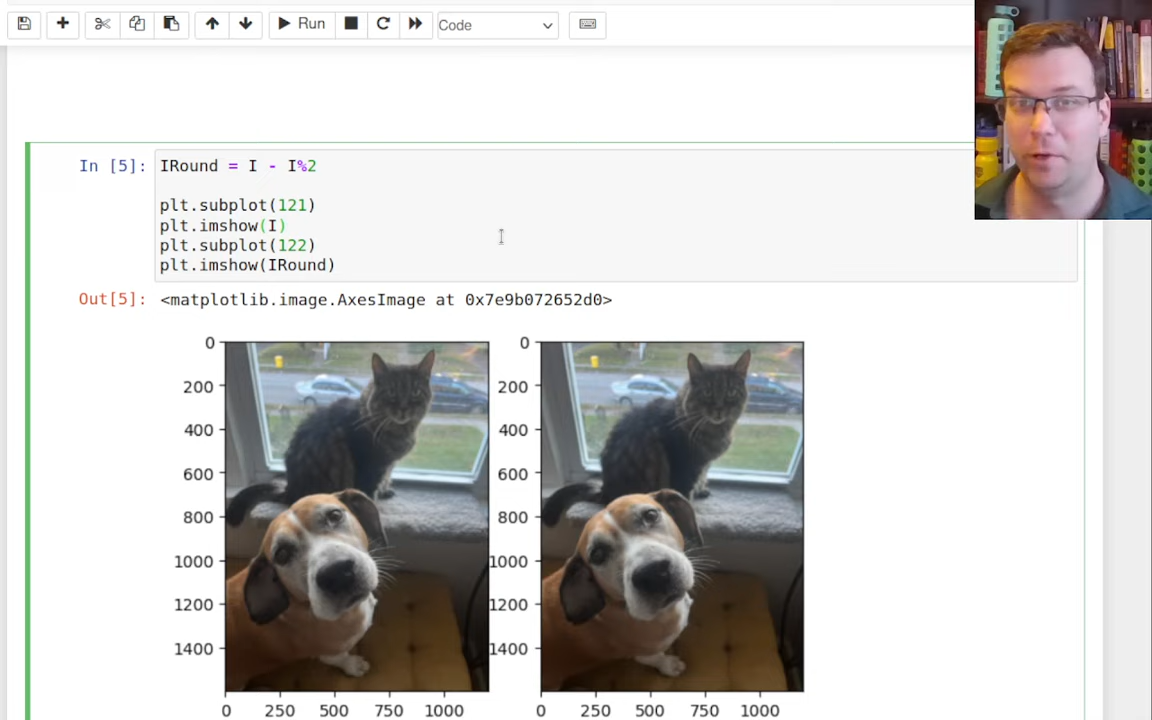 Run
Code
In [5]:
IRound = I - I%2
plt.subplot(121)
plt.imshow(I)
plt.subplot(122)
plt.imshow(IRound)
Out[5]:
<matplotlib.image.AxesImage at 0x7e9b072652d0>
0
200
400
600
800
1000
1200
1400
0 250 500 750 1000
0
200
400
600
800
1000
1200
1400
0 250 500 750 1000